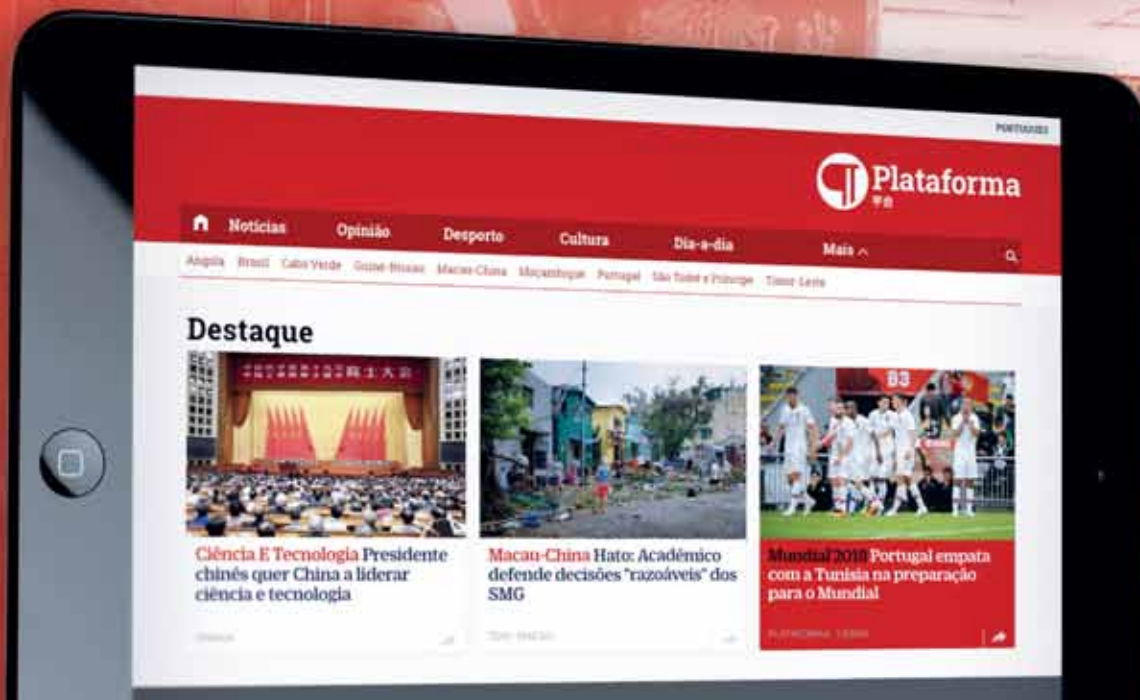 PORTUGUÊS
Plataforma
平台
Notícias Opinião Desporto Cultura Dia-a-dia Mais
Angola Brasil Cabo Verde Guiné-Bissau Macau-China Moçambique Portugal São Tomé e Príncipe Timor-Leste
Destaque
B3
Ciência E Tecnologia Presidente
chinês quer China a liderar
ciência e tecnologia
Macau-China Hato: Académico
defende decisões "razoáveis" dos
SMG
Mundial 2018 Portugal empata
com a Tunísia na preparação
para o Mundial